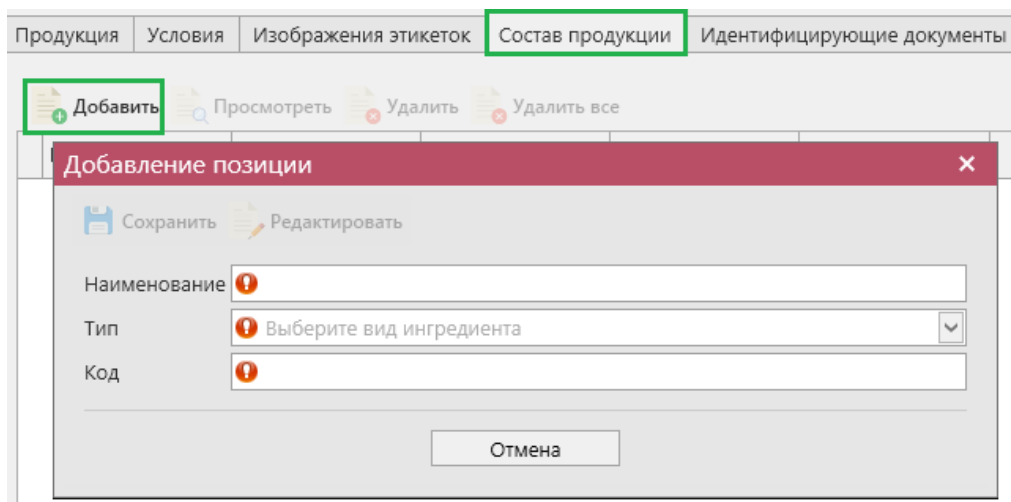 Продукция Условия Изображения этикеток Состав продукции Идентифицирующие документы
Добавить Просмотреть Удалить Удалить все
Добавление позиции
Сохранить Редактировать
Наименование
Тип Выберите вид ингредиента
Код
Отмена